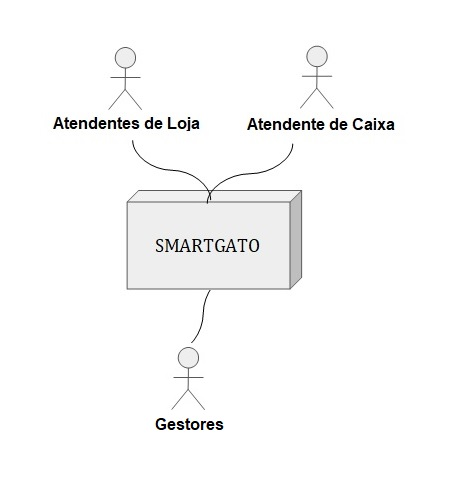 Atendentes de Loja
Atendente de Caixa
SMARTGATO
Gestores